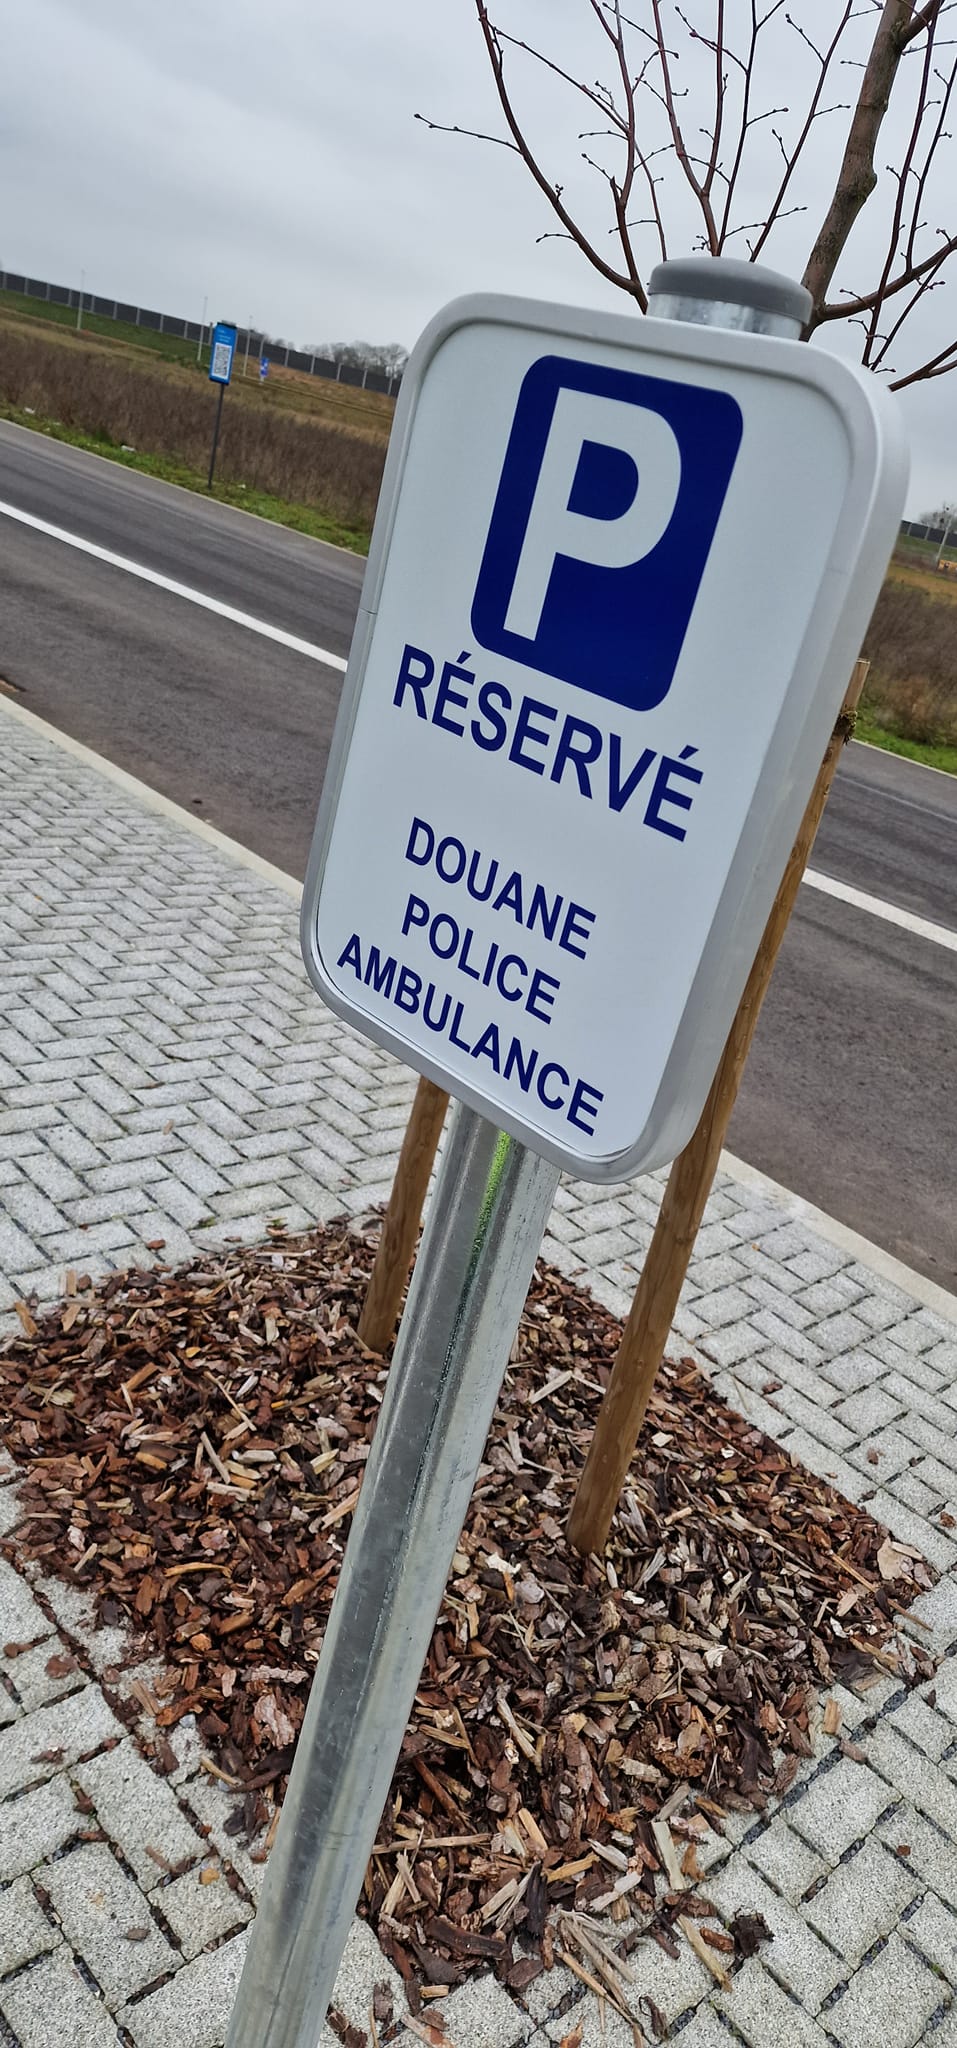 P
RÉSERVÉ
DOUANE
POLICE
AMBULANCE